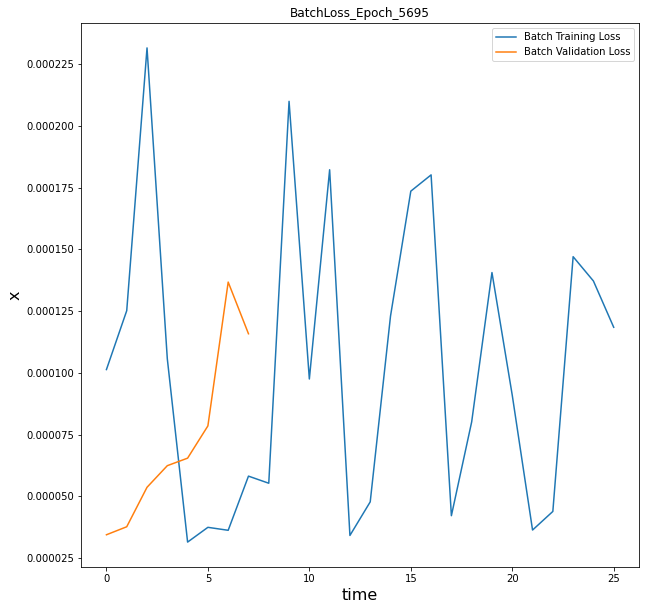 BatchLoss_Epoch_5695
Batch Training Loss
Batch Validation Loss
0.000225
0.000200
0.000175
0.000150
0.000125
0.000100
0.000075
0.000050
0.000025
x
0 5 10 15 20 25
time